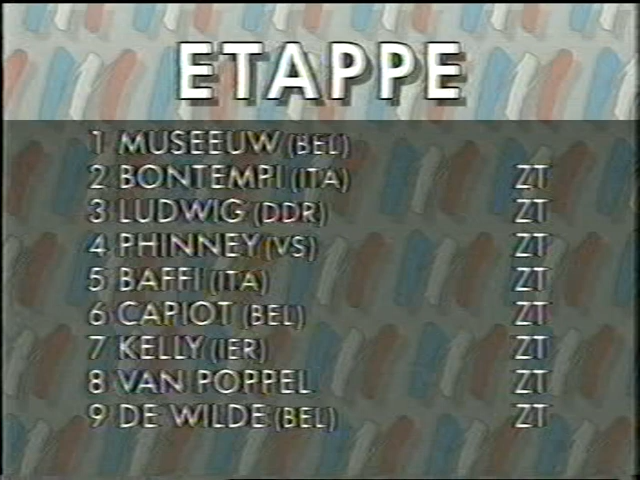 ETAPPE
1 MUSEEUW (BEL)
2 BONTEMPI (ITA) ZT
3 LUDWIG (DDR) ZT
4 PHINNEY (VS) ZT
5 BAFFI (ITA) ZT
6 CAPIOT (BEL) ZT
7 KELLY (IER) ZT
8 VAN POPPEL ZT
9 DE WILDE (BEL) ZT